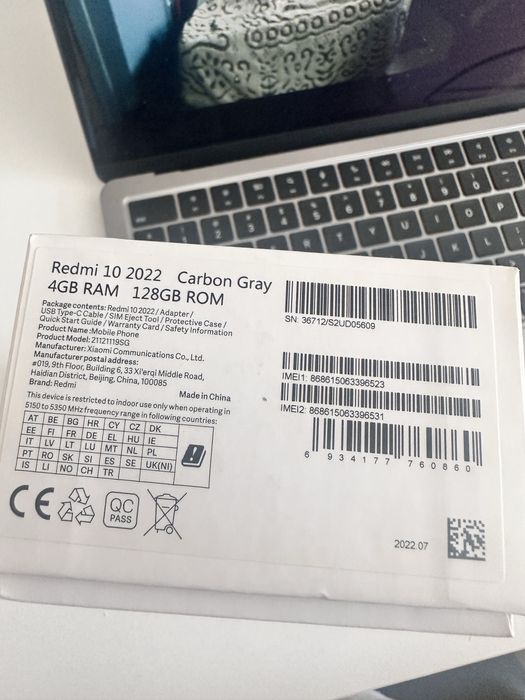 Redmi 10 2022 Carbon Gray
4GB RAM 128GB ROM
Package contents: Redmi 10 2022 / Adapter /
USB Type-C Cable / SIM Eject Tool / Protective Case /
Quick Start Guide / Warranty Card / Safety Information
Product Name: Mobile Phone
Product Model: 21121119SG
Manufacturer: Xiaomi Communications Co., Ltd.
Manufacturer postal address:
#019, 9th Floor, Building 6, 33 Xi'erqi Middle Road,
Haidian District, Beijing, China, 100085
Brand: Redmi Made in China
This device is restricted to indoor use only when operating in
5150 to 5350 MHz frequency range in following countries:
AT BE BG HR CY CZ DK
EE FI FR DE EL HU IE
IT LV LT LU MT NL PL
PT RO SK SI ES SE UK(NI)
IS LI NO CH TR
CE
QC
PASS
SN: 36712/S2UD05609
IMEI1: 868615063396523
IMEI2: 868615063396531
6 934177 760860
2022.07